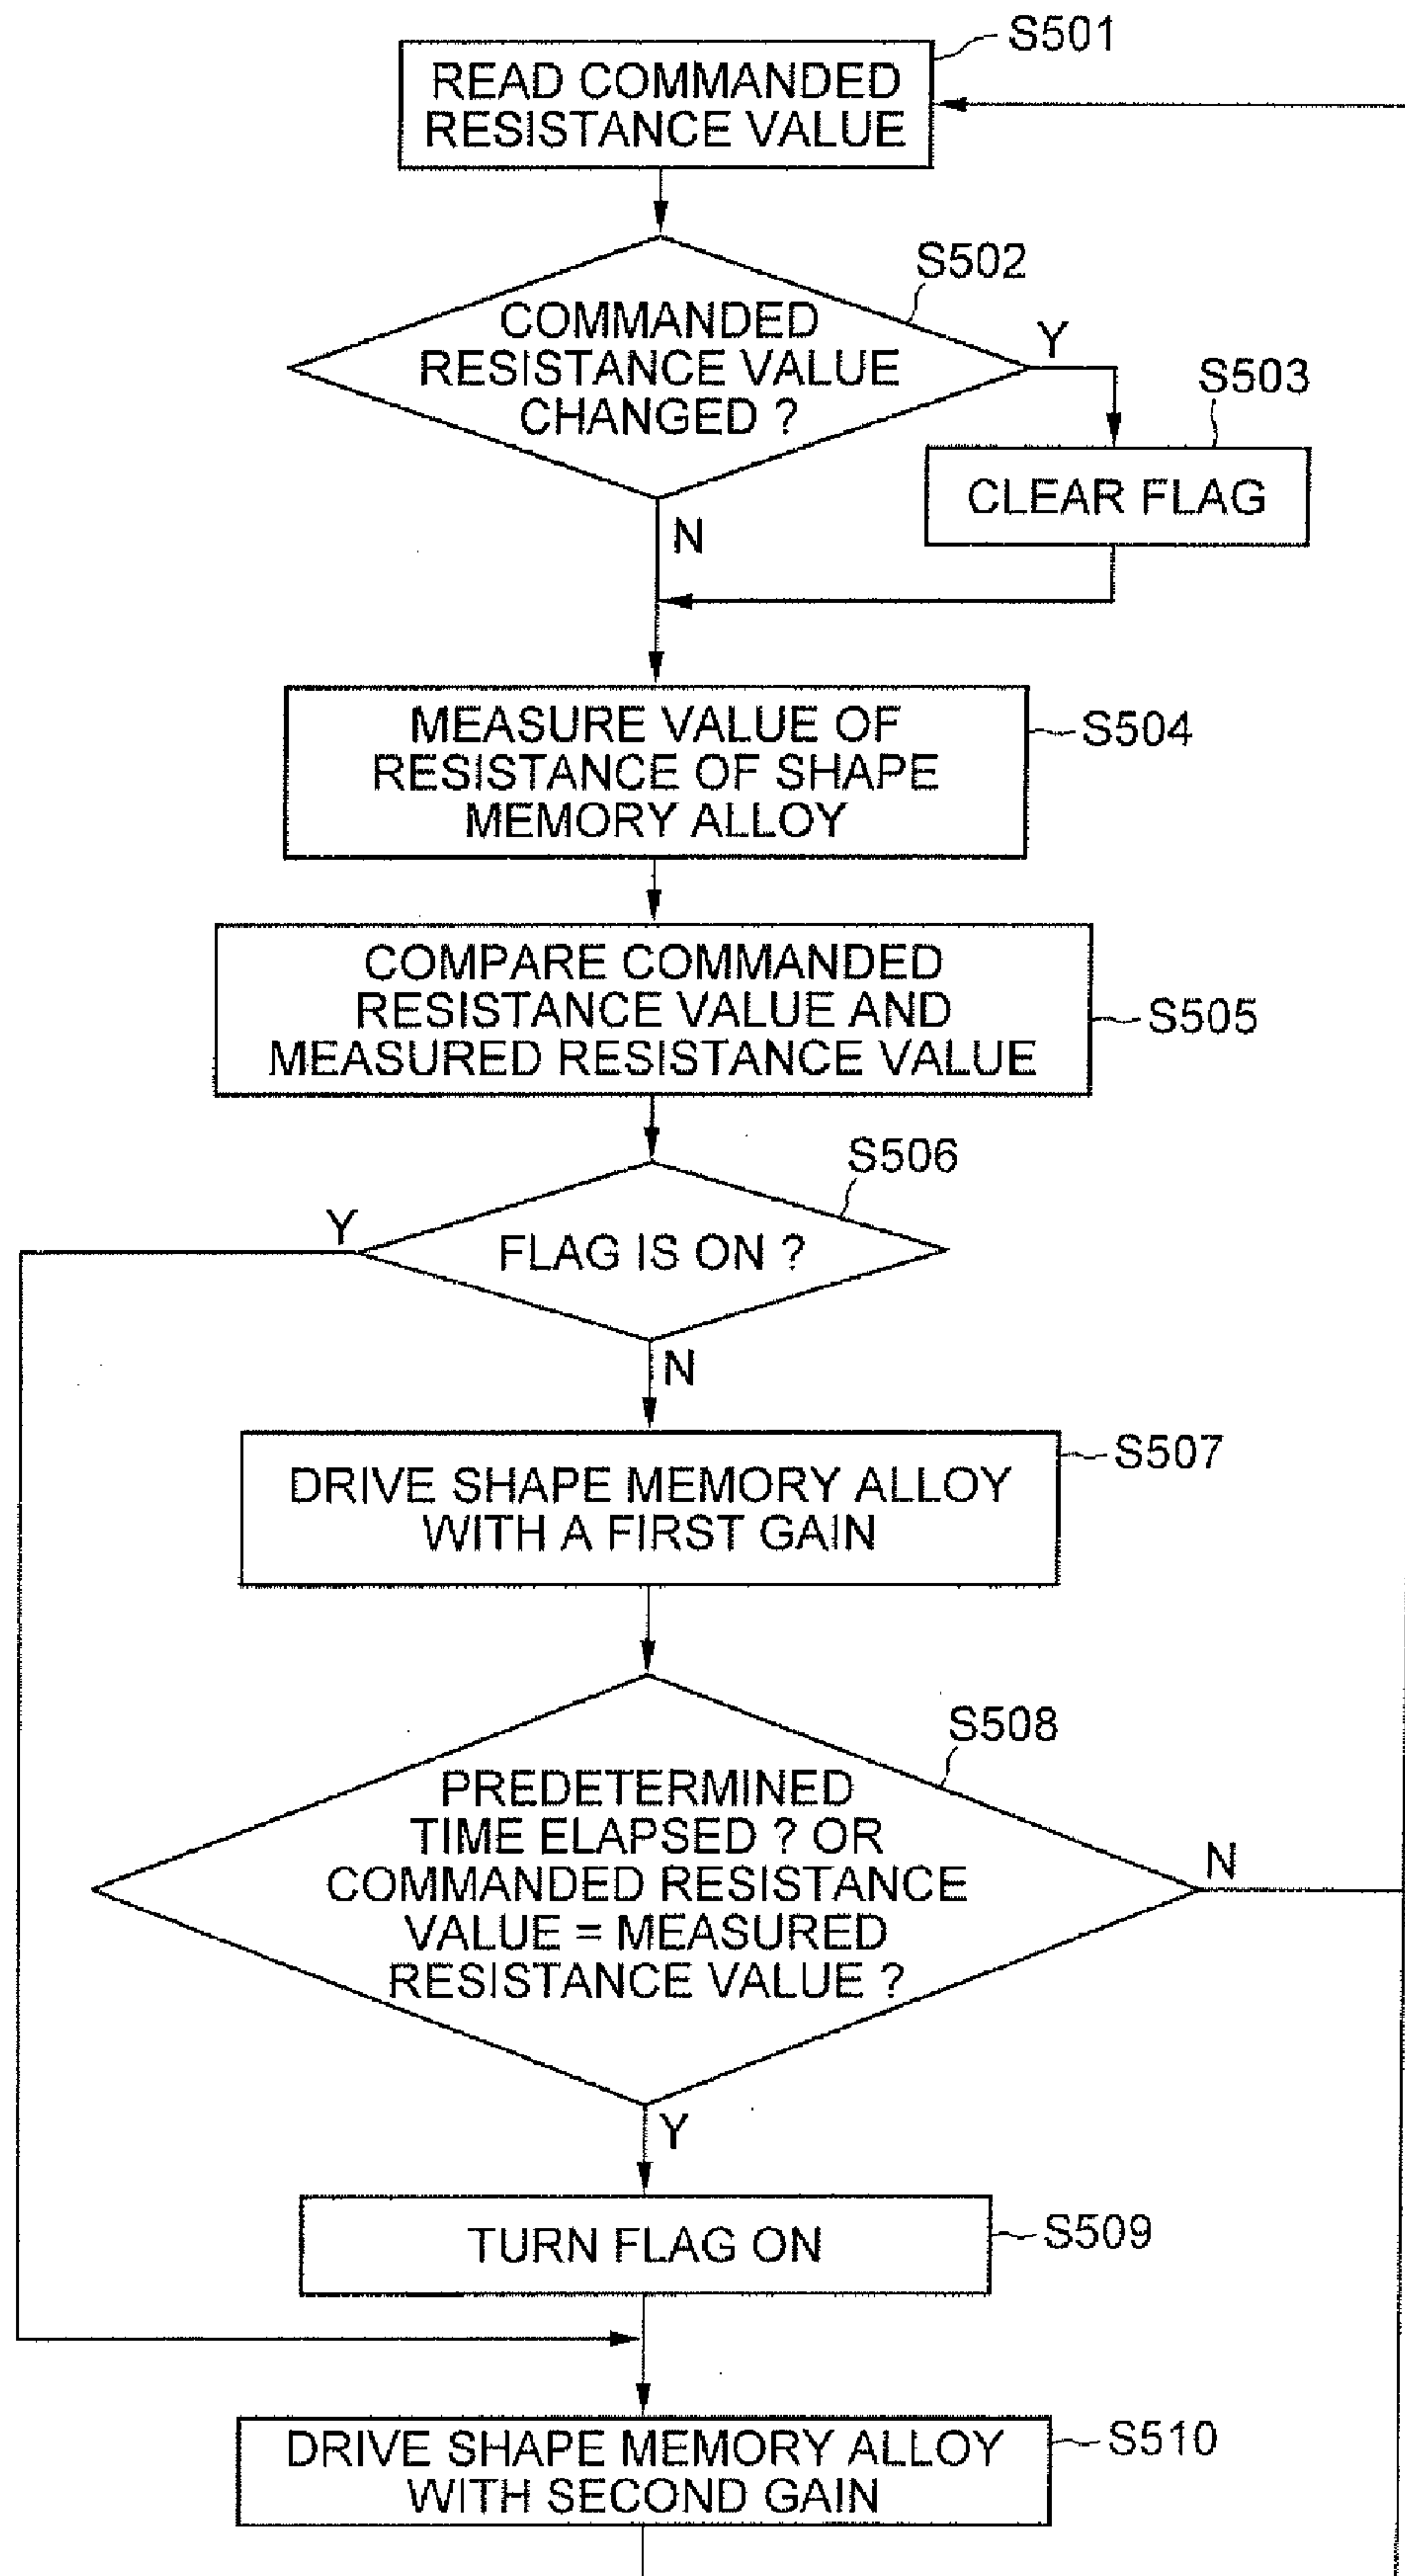 S501
READ COMMANDED
RESISTANCE VALUE
S502
COMMANDED
RESISTANCE VALUE
CHANGED ?
Y
S503
CLEAR FLAG
N
MEASURE VALUE OF
RESISTANCE OF SHAPE
MEMORY ALLOY
S504
COMPARE COMMANDED
RESISTANCE VALUE AND
MEASURED RESISTANCE VALUE
S505
S506
Y
FLAG IS ON ?
N
S507
DRIVE SHAPE MEMORY ALLOY
WITH A FIRST GAIN
S508
PREDETERMINED
TIME ELAPSED ? OR
COMMANDED RESISTANCE
VALUE = MEASURED
RESISTANCE VALUE ?
N
Y
TURN FLAG ON
S509
DRIVE SHAPE MEMORY ALLOY
WITH SECOND GAIN
S510